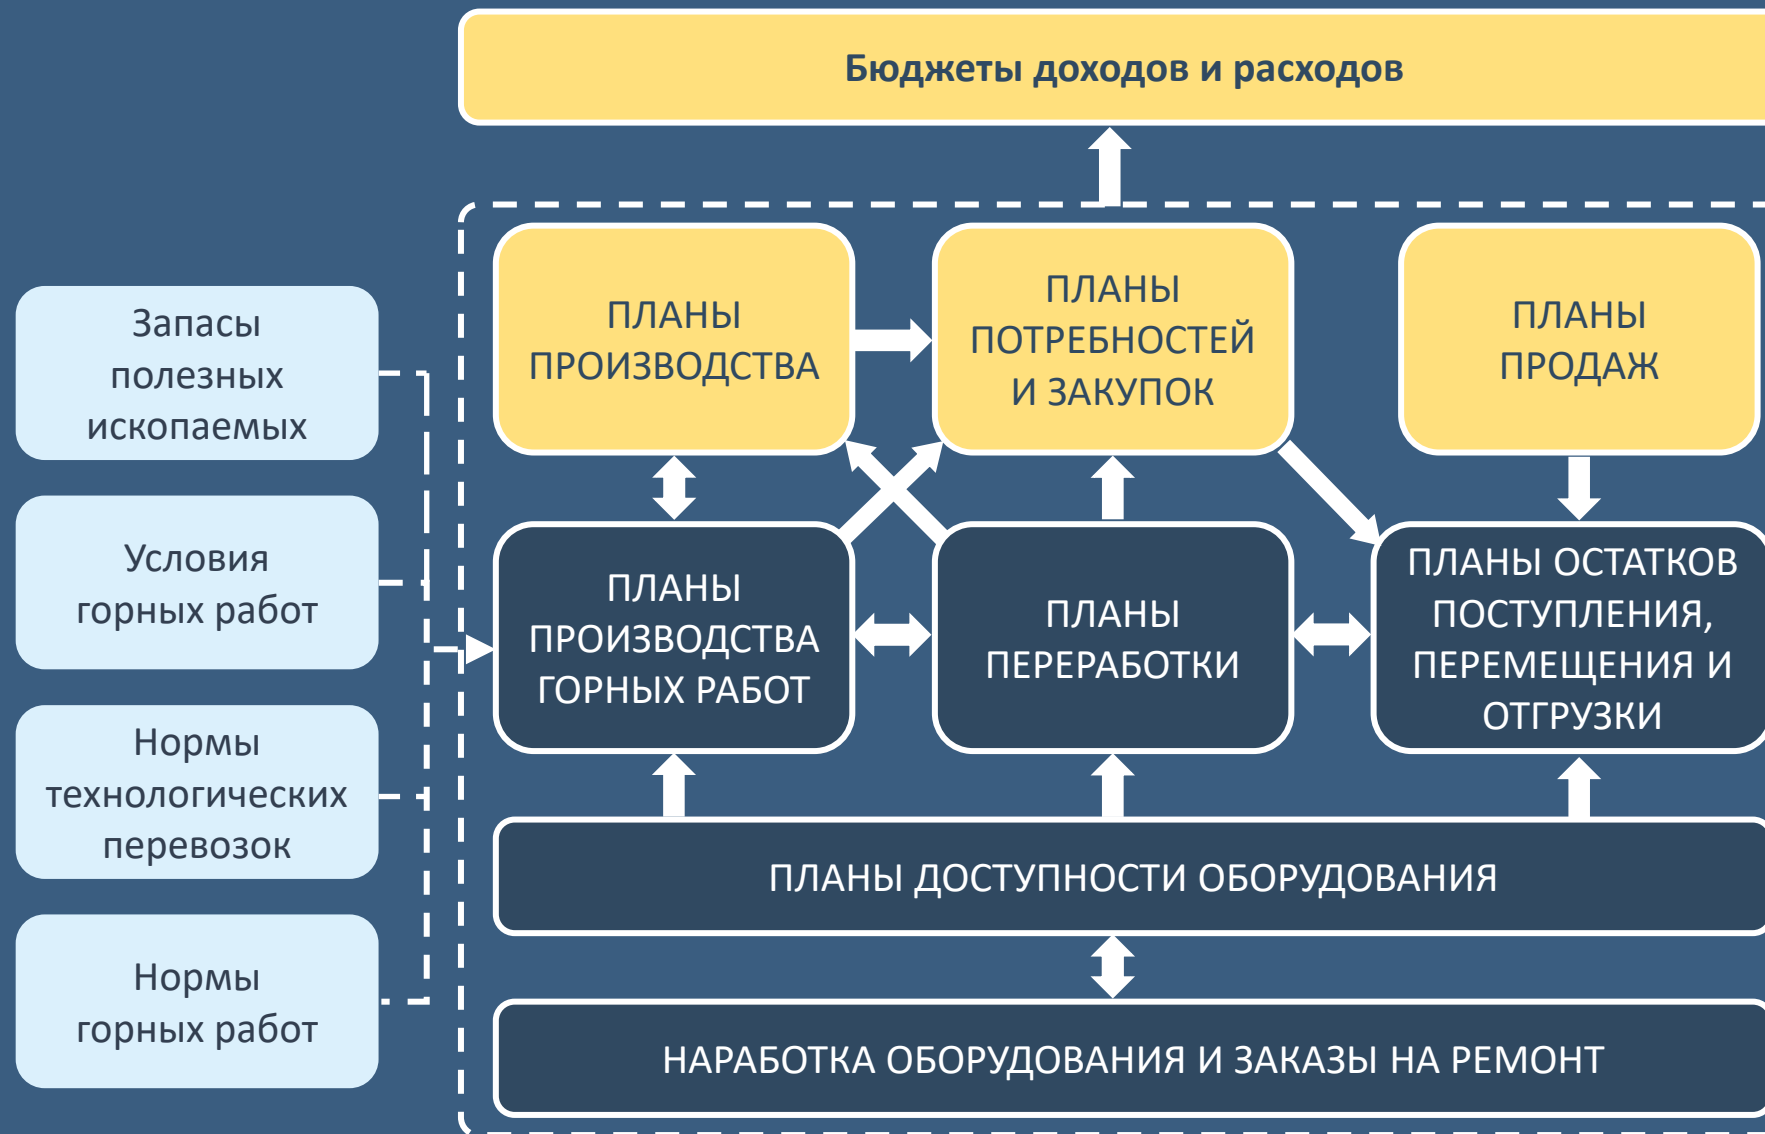 Бюджеты доходов и расходов
ПЛАНЫ
ПРОИЗВОДСТВА
ПЛАНЫ
ПОТРЕБНОСТЕЙ
И ЗАКУПОК
ПЛАНЫ
ПРОДАЖ
Запасы
полезных
ископаемых
Условия
горных работ
Нормы
технологических
перевозок
Нормы
горных работ
ПЛАНЫ
ПРОИЗВОДСТВА
ГОРНЫХ РАБОТ
ПЛАНЫ
ПЕРЕРАБОТКИ
ПЛАНЫ ОСТАТКОВ
ПОСТУПЛЕНИЯ,
ПЕРЕМЕЩЕНИЯ И
ОТГРУЗКИ
ПЛАНЫ ДОСТУПНОСТИ ОБОРУДОВАНИЯ
НАРАБОТКА ОБОРУДОВАНИЯ И ЗАКАЗЫ НА РЕМОНТ